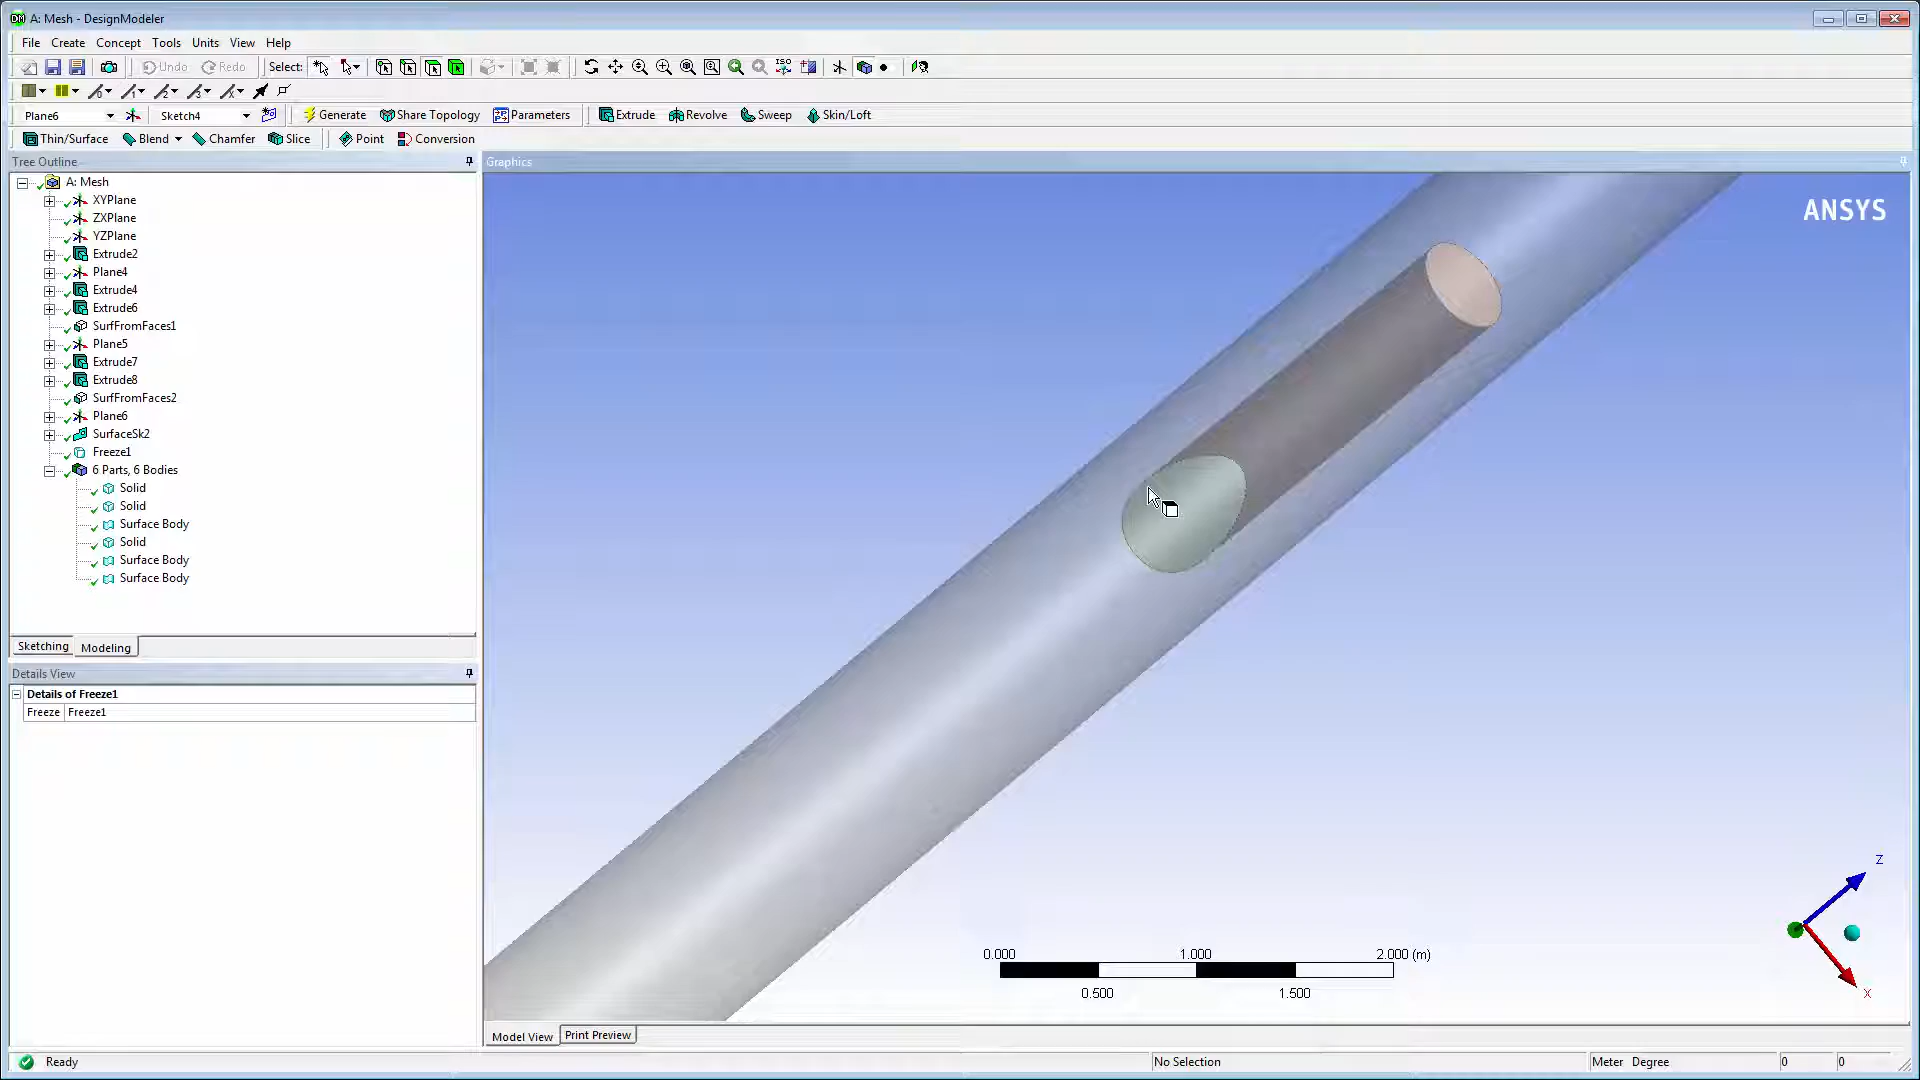 A: Mesh - DesignModeler
File Create Concept Tools Units View Help
Undo Redo Select: ISO
Plane6 Sketch4 Generate Share Topology Parameters Extrude Revolve Sweep Skin/Loft
Thin/Surface Blend Chamfer Slice Point Conversion
Tree Outline
A: Mesh
XYPlane
ZXPlane
YZPlane
Extrude2
Plane4
Extrude4
Extrude6
SurfFromFaces1
Plane5
Extrude7
Extrude8
SurfFromFaces2
Plane6
SurfaceSk2
Freeze1
6 Parts, 6 Bodies
Solid
Solid
Surface Body
Solid
Surface Body
Surface Body
Sketching Modeling
Details View
Details of Freeze1
Freeze Freeze1
Graphics
ANSYS
Z
X
0.000 1.000 2.000 (m)
0.500 1.500
Model View Print Preview
Ready No Selection Meter Degree 0 0